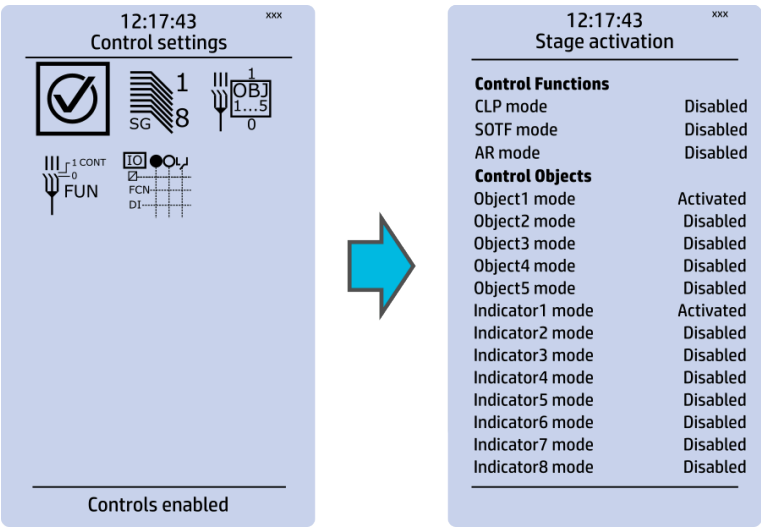 12:17:43 xxx
Control settings
1
SG 8
1
OBJ
1...5
0
1 CONT
0
FUN
IO
FCN
DI
Controls enabled
12:17:43 xxx
Stage activation
Control Functions
CLP mode Disabled
SOTF mode Disabled
AR mode Disabled
Control Objects
Object1 mode Activated
Object2 mode Disabled
Object3 mode Disabled
Object4 mode Disabled
Object5 mode Disabled
Indicator1 mode Activated
Indicator2 mode Disabled
Indicator3 mode Disabled
Indicator4 mode Disabled
Indicator5 mode Disabled
Indicator6 mode Disabled
Indicator7 mode Disabled
Indicator8 mode Disabled